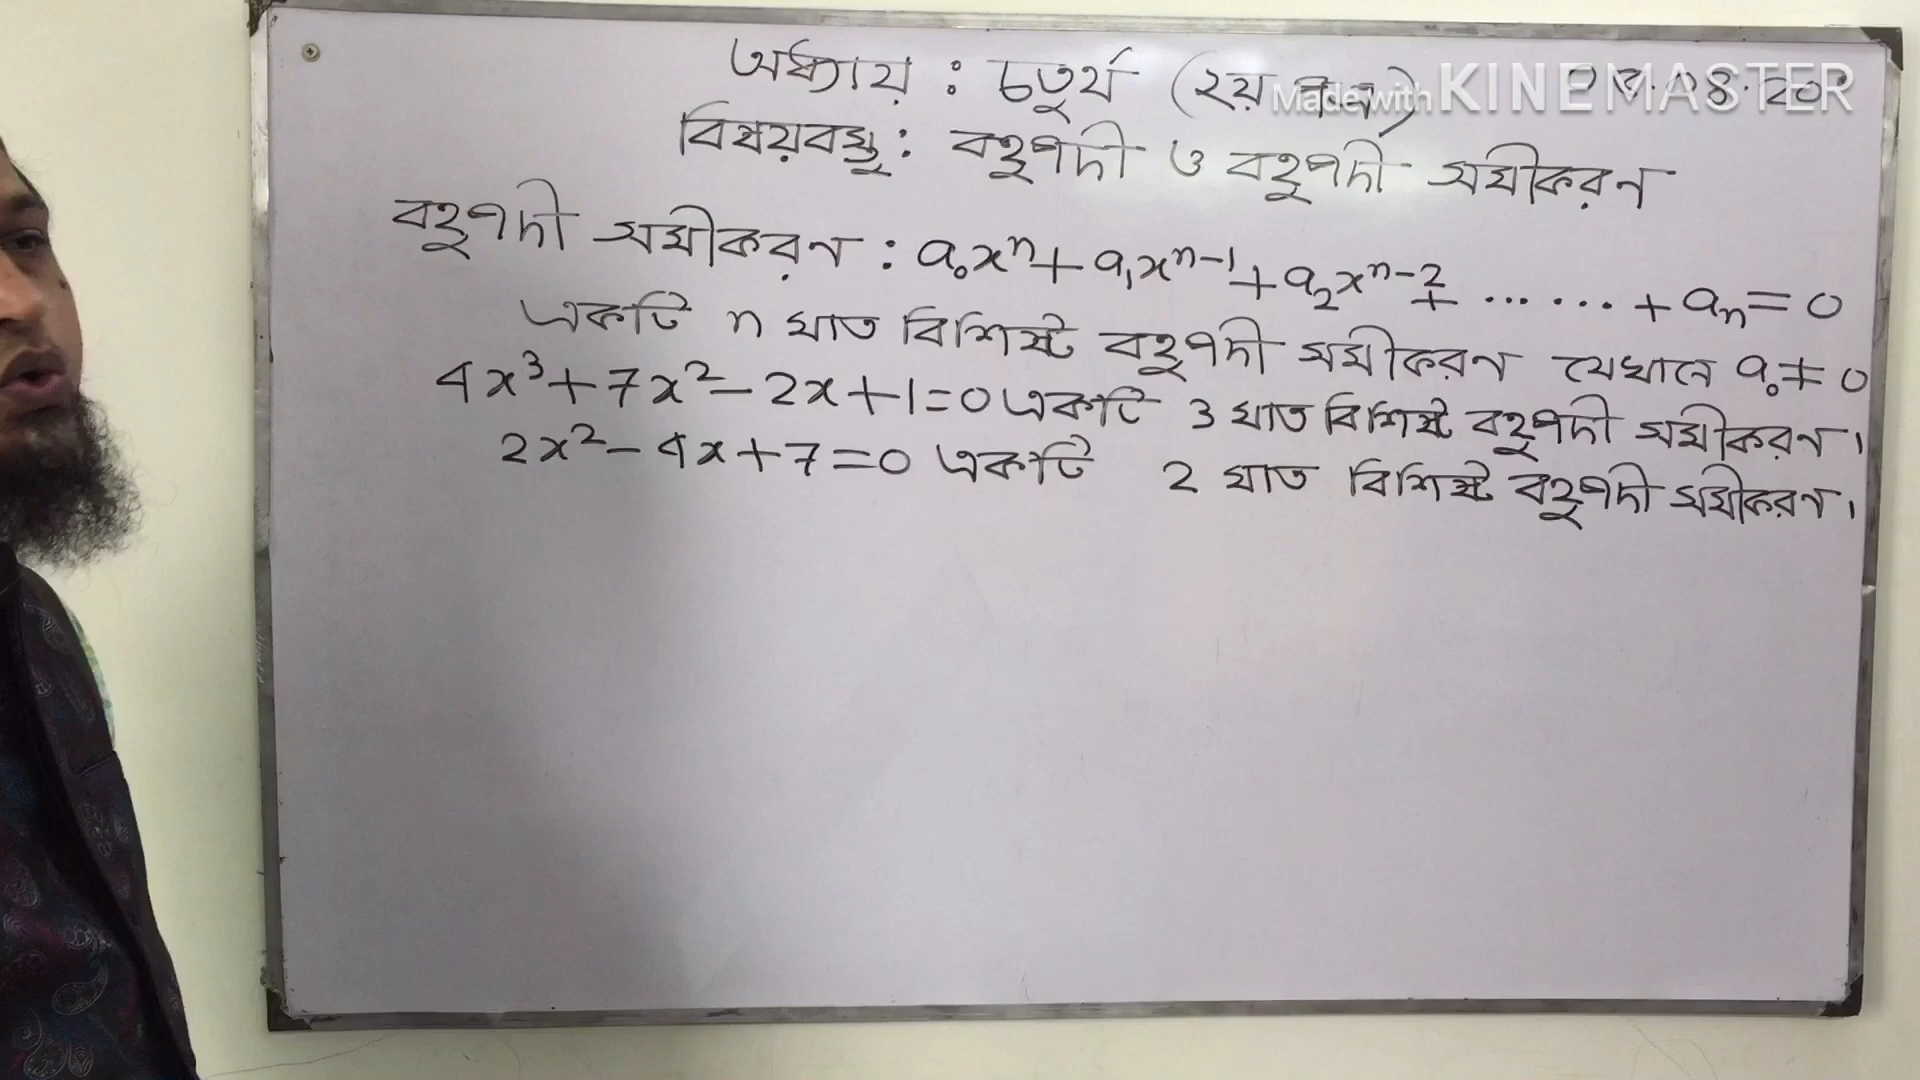 অধ্যায় : চতুর্থ (২য় পত্র)
Made with KINEMASTER
বিষয়বস্তু : বহুপদী ও বহুপদী সমীকরণ
বহুপদী সমীকরণ : a₀xⁿ + a₁xⁿ⁻¹ + a₂xⁿ⁻² + ...... + aₙ = 0
একটি n ঘাত বিশিষ্ট বহুপদী সমীকরণ যেখানে a₀ ≠ 0
4x³ + 7x² − 2x + 1 = 0 একটি 3 ঘাত বিশিষ্ট বহুপদী সমীকরণ।
2x² − 4x + 7 = 0 একটি 2 ঘাত বিশিষ্ট বহুপদী সমীকরণ।